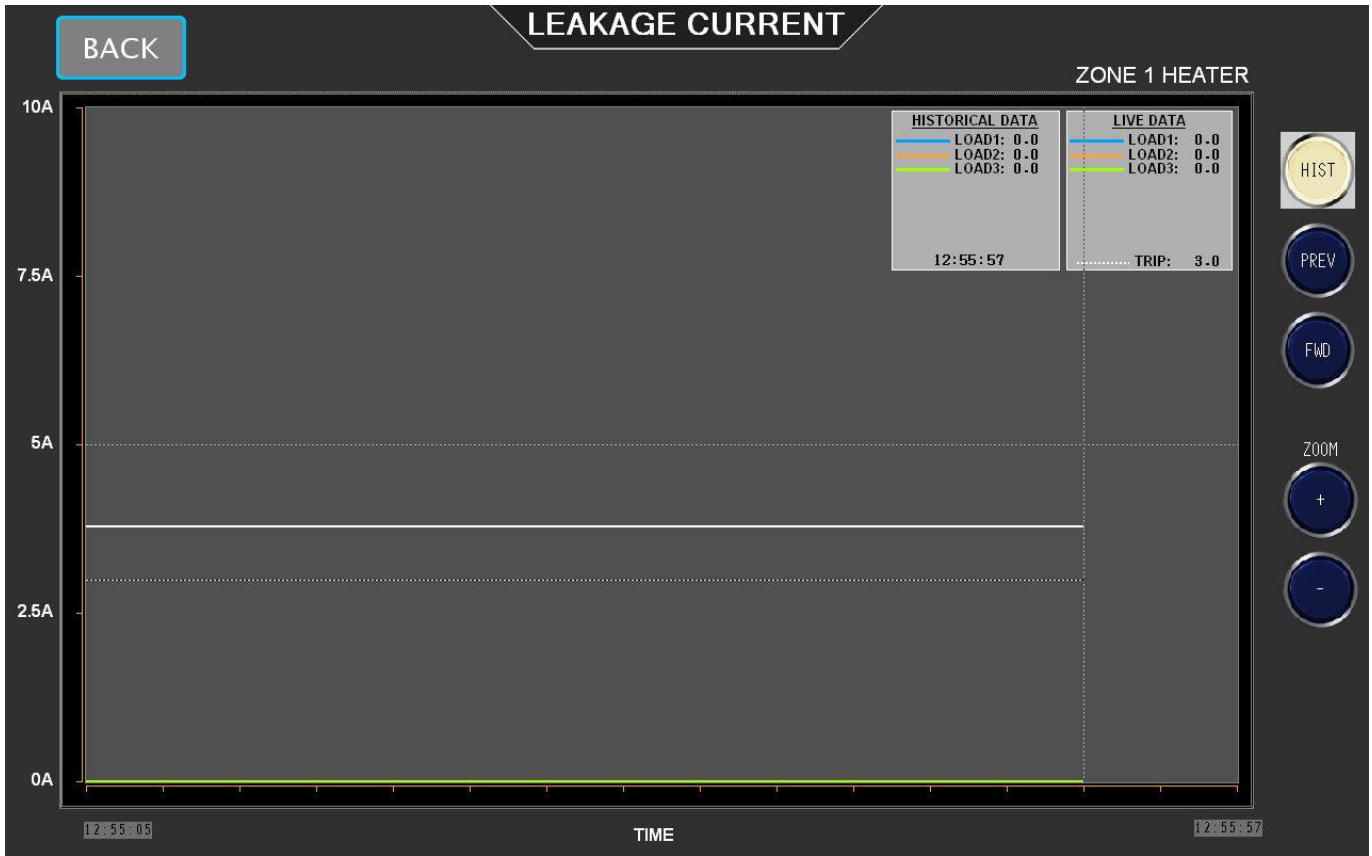 LEAKAGE CURRENT
BACK
ZONE 1 HEATER
10A
7.5A
5A
2.5A
0A
HISTORICAL DATA
LOAD1: 0.0
LOAD2: 0.0
LOAD3: 0.0
12:55:57
LIVE DATA
LOAD1: 0.0
LOAD2: 0.0
LOAD3: 0.0
TRIP: 3.0
HIST
PREV
FWD
ZOOM
+
-
12:55:05
TIME
12:55:57